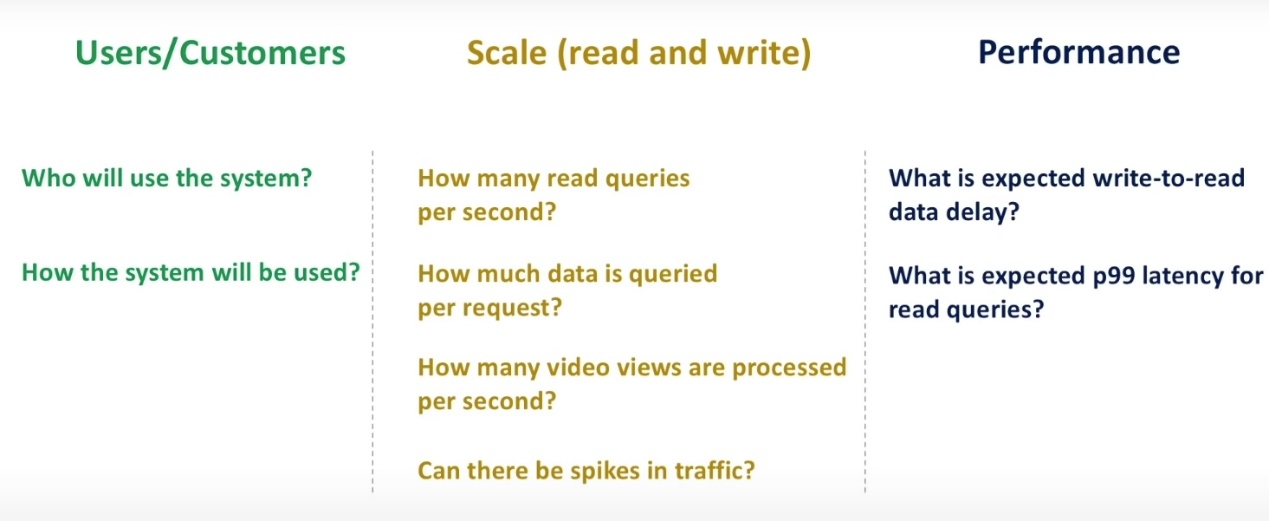 Users/Customers
Who will use the system?
How the system will be used?
Scale (read and write)
How many read queries
per second?
How much data is queried
per request?
How many video views are processed
per second?
Can there be spikes in traffic?
Performance
What is expected write-to-read
data delay?
What is expected p99 latency for
read queries?